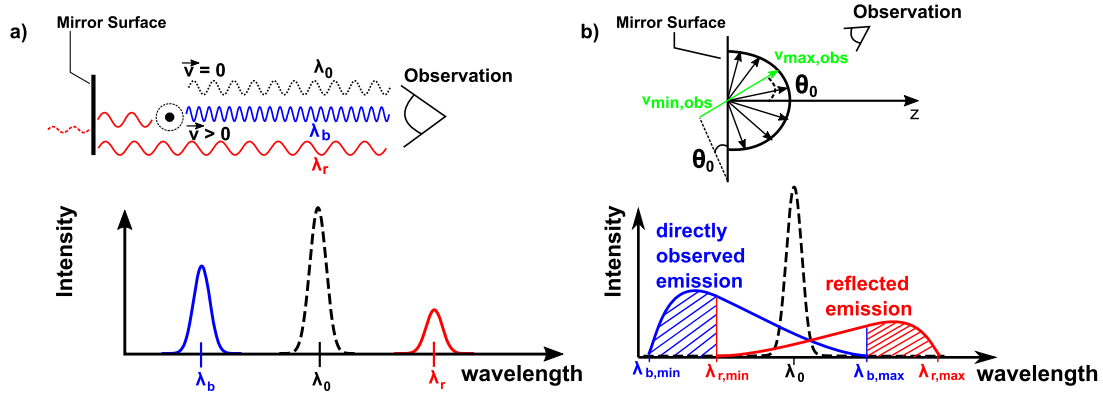 a)
Mirror Surface
v = 0
λ0
Observation
v > 0
λb
λr
Intensity
λb
λ0
λr
wavelength
b)
Mirror Surface
Observation
vmax,obs
θ0
vmin,obs
z
θ0
Intensity
directly
observed
emission
reflected
emission
λb,min
λr,min
λ0
λb,max
λr,max
wavelength